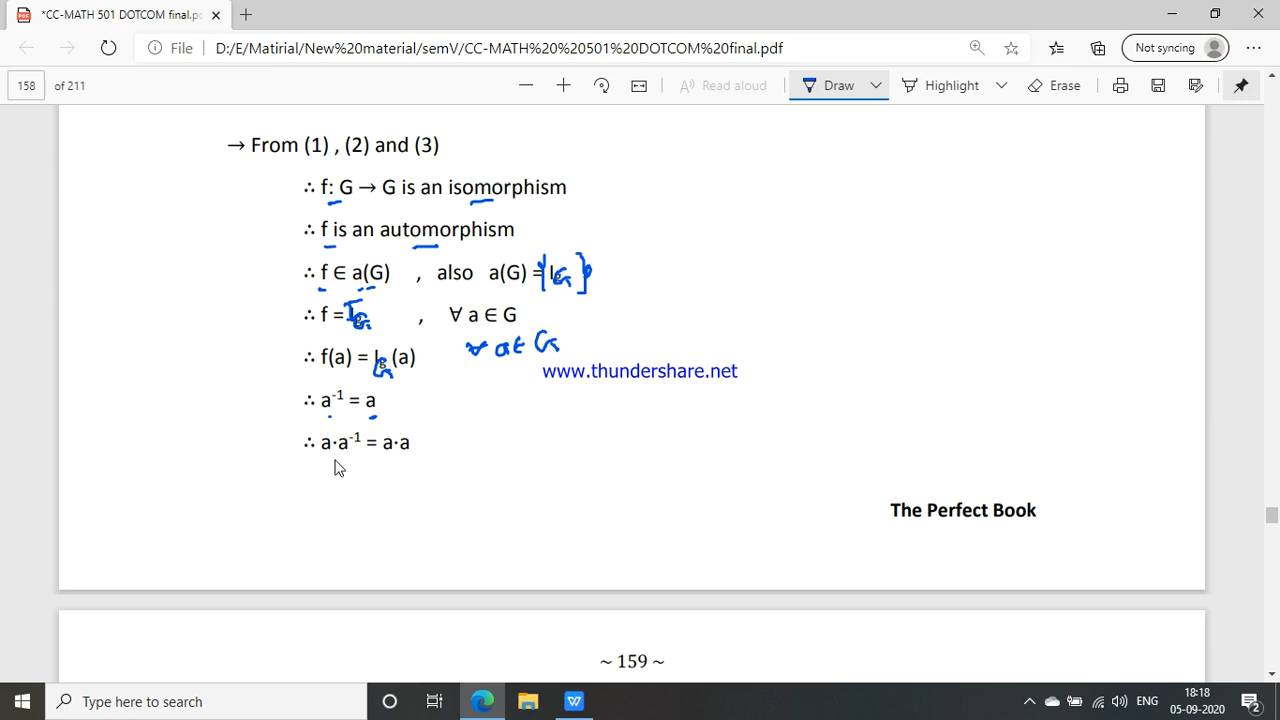 *CC-MATH 501 DOTCOM final.pd
File D:/E/Matirial/New%20material/semV/CC-MATH%20%20501%20DOTCOM%20final.pdf
Not syncing
158 of 211
Read aloud
Draw
Highlight
Erase
→ From (1) , (2) and (3)
∴ f: G → G is an isomorphism
∴ f is an automorphism
∴ f ∈ a(G) , also a(G) = {I_G}
∴ f = I_G , ∀ a ∈ G
∀ a ∈ G
∴ f(a) = I_G (a)
www.thundershare.net
∴ a⁻¹ = a
∴ a·a⁻¹ = a·a
The Perfect Book
~ 159 ~
Type here to search
ENG
18:18
05-09-2020
2